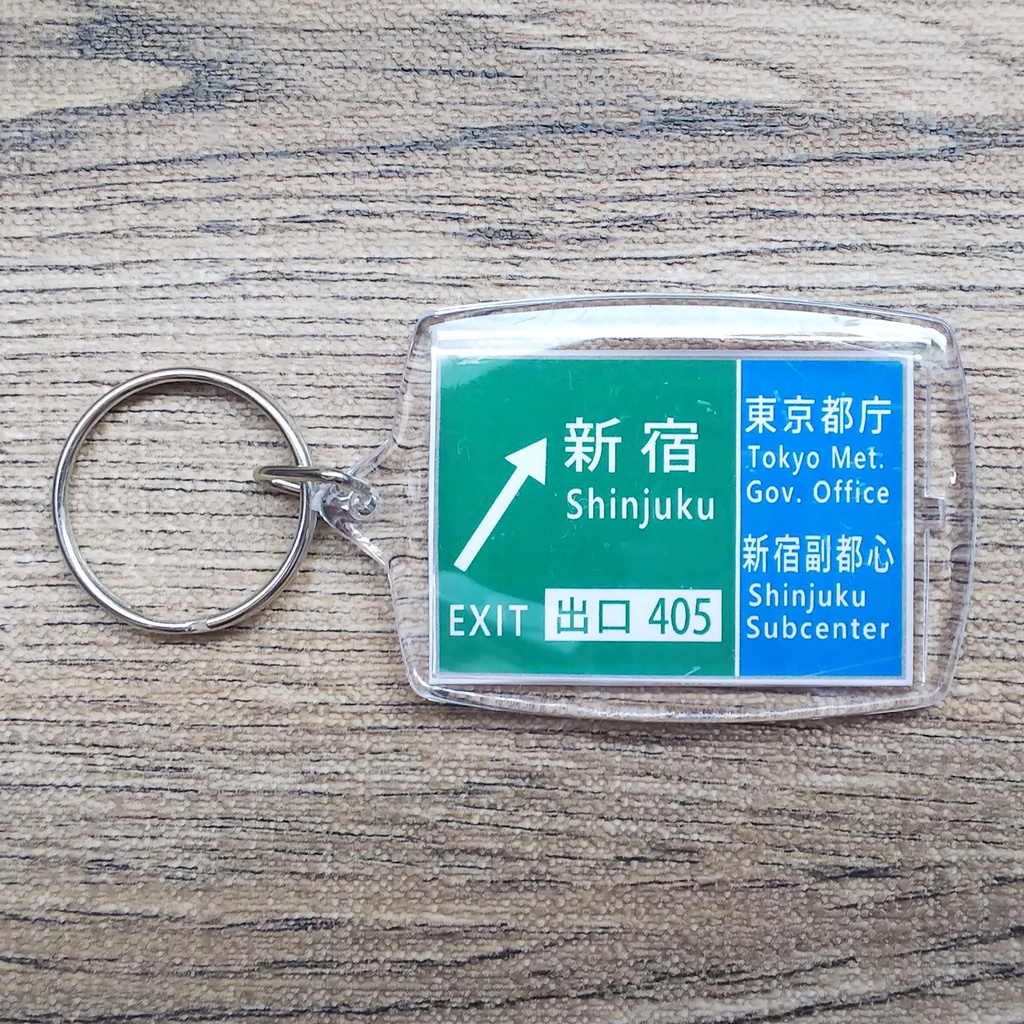 新宿
Shinjuku
EXIT 出口 405
東京都庁
Tokyo Met.
Gov. Office
新宿副都心
Shinjuku
Subcenter